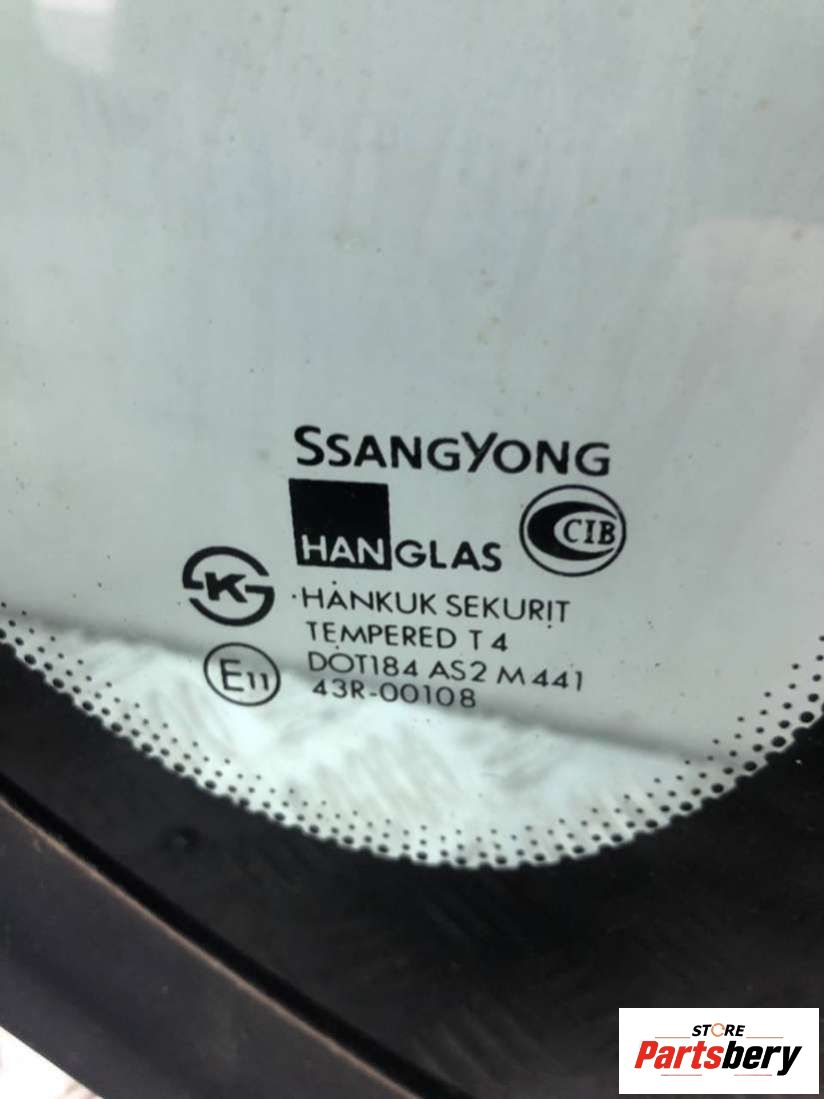 SSANGYONG
HANGLAS
CIB
K
·HANKUK SEKURIT
TEMPERED T4
DOT184 AS2 M441
E11
43R-00108
STORE
Partsbery